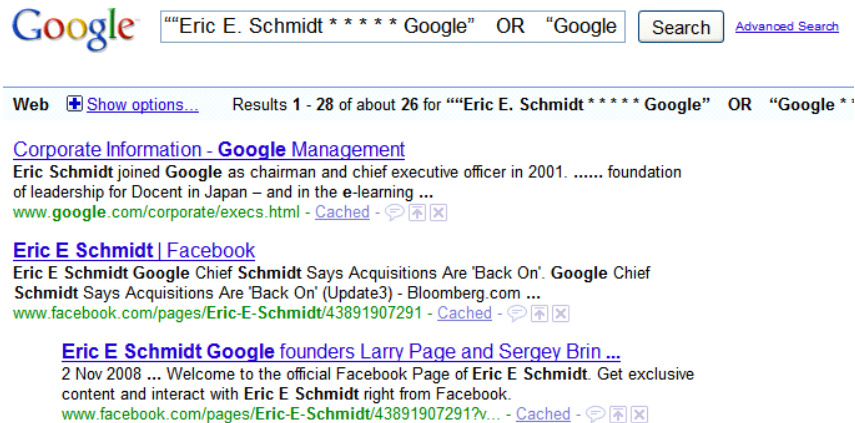 Google ““Eric E. Schmidt * * * * * Google” OR “Google Search Advanced Search
Web Show options... Results 1 - 28 of about 26 for ““Eric E. Schmidt * * * * * Google” OR “Google * *
Corporate Information - Google Management
Eric Schmidt joined Google as chairman and chief executive officer in 2001. ...... foundation
of leadership for Docent in Japan – and in the e-learning ...
www.google.com/corporate/execs.html - Cached -
Eric E Schmidt | Facebook
Eric E Schmidt Google Chief Schmidt Says Acquisitions Are 'Back On'. Google Chief
Schmidt Says Acquisitions Are 'Back On' (Update3) - Bloomberg.com ...
www.facebook.com/pages/Eric-E-Schmidt/43891907291 - Cached -
Eric E Schmidt Google founders Larry Page and Sergey Brin ...
2 Nov 2008 ... Welcome to the official Facebook Page of Eric E Schmidt. Get exclusive
content and interact with Eric E Schmidt right from Facebook.
www.facebook.com/pages/Eric-E-Schmidt/43891907291?v... - Cached -